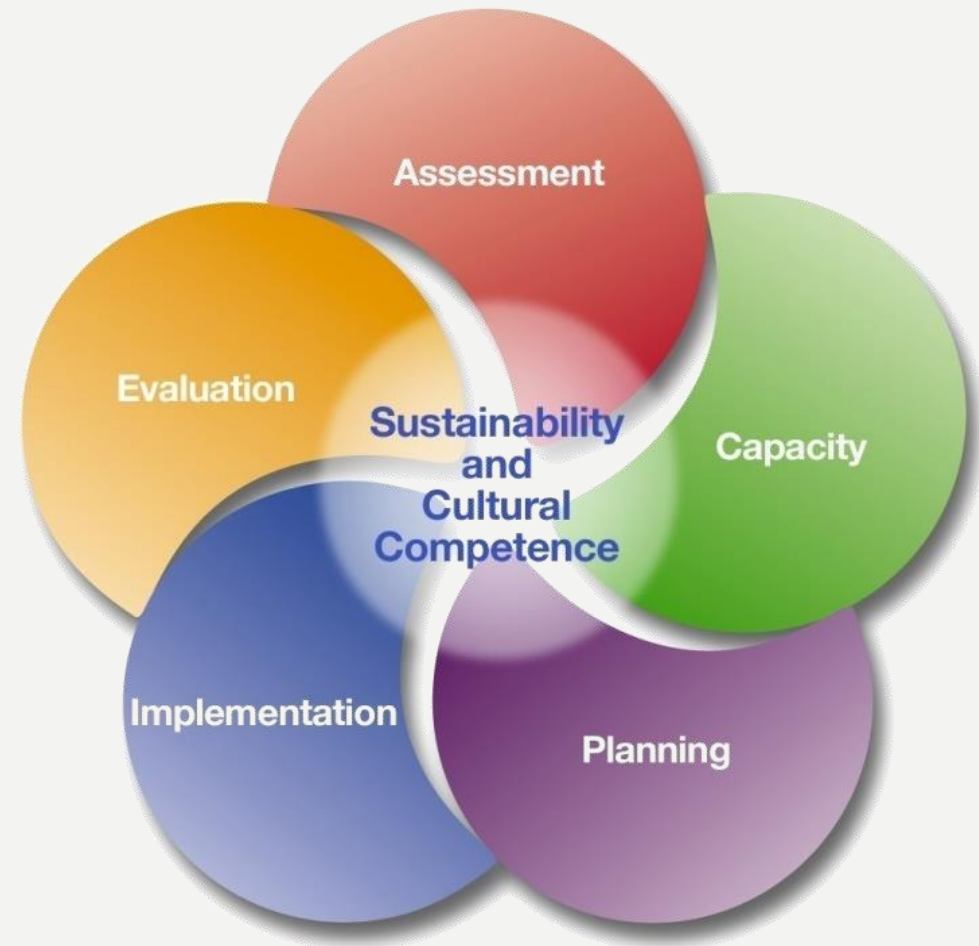 Assessment
Evaluation
Capacity
Sustainability
and
Cultural
Competence
Implementation
Planning